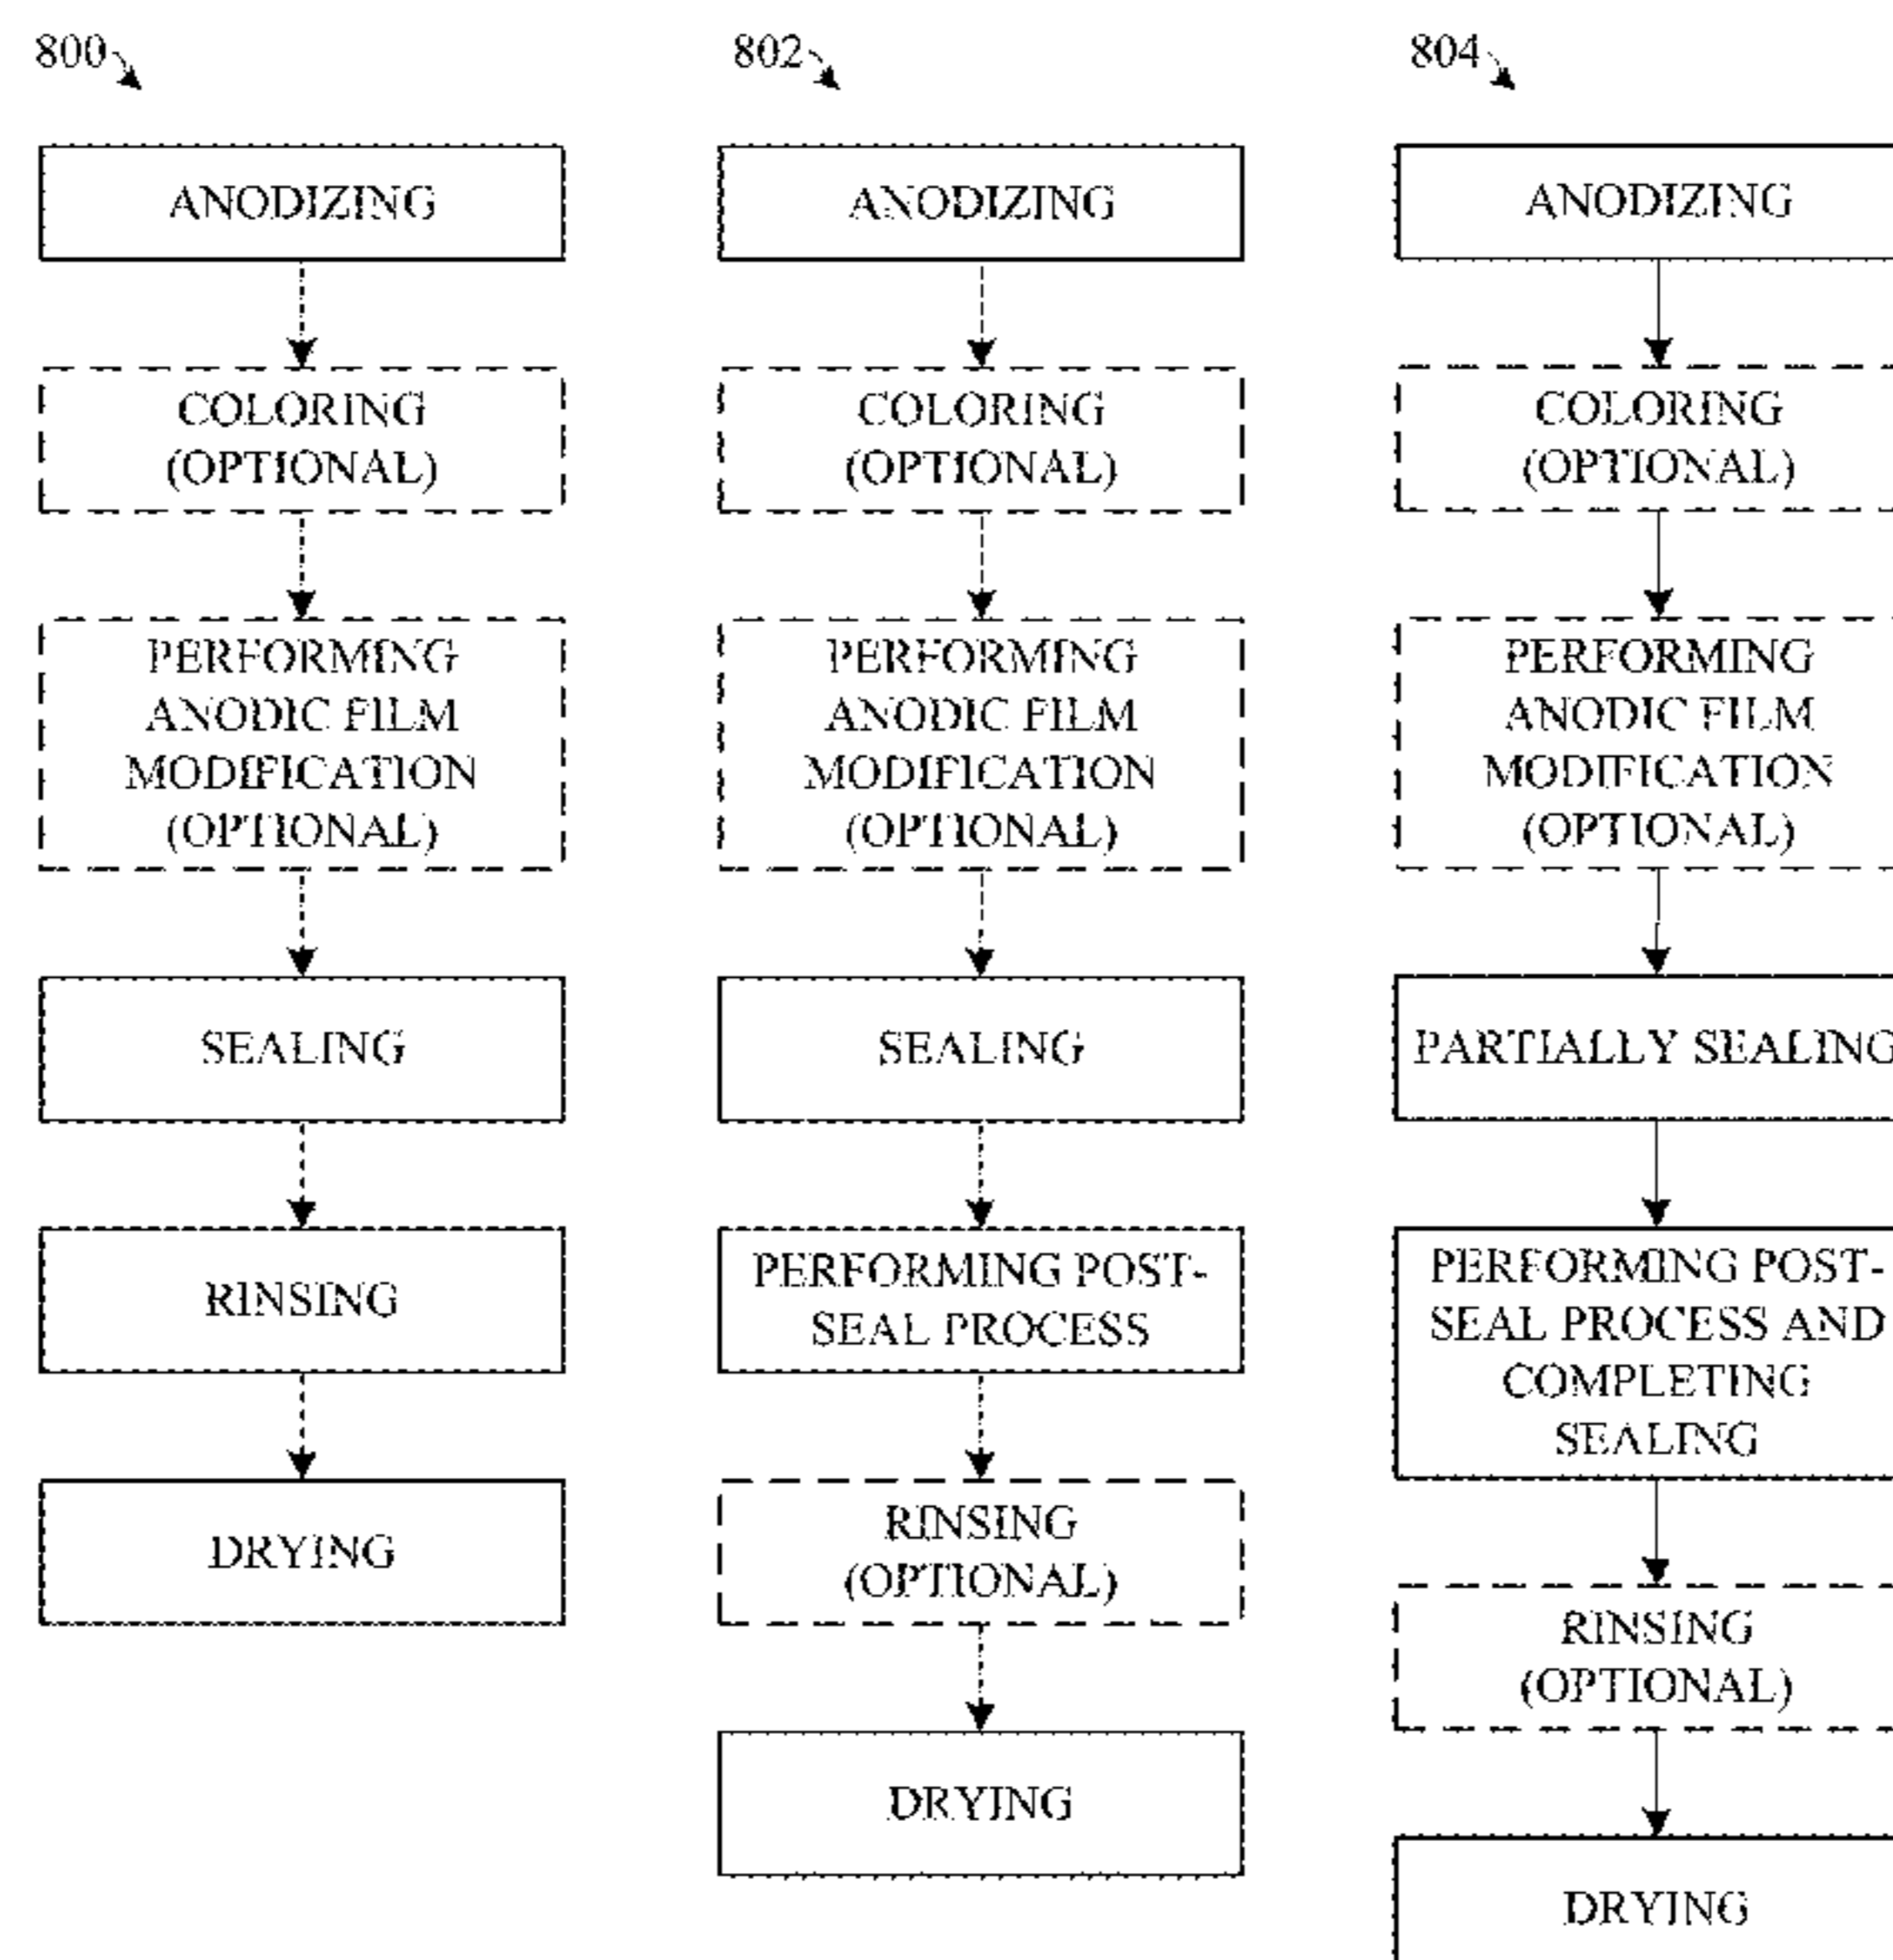 800
ANODIZING
COLORING
(OPTIONAL)
PERFORMING
ANODIC FILM
MODIFICATION
(OPTIONAL)
SEALING
RINSING
DRYING
802
ANODIZING
COLORING
(OPTIONAL)
PERFORMING
ANODIC FILM
MODIFICATION
(OPTIONAL)
SEALING
PERFORMING POST-
SEAL PROCESS
RINSING
(OPTIONAL)
DRYING
804
ANODIZING
COLORING
(OPTIONAL)
PERFORMING
ANODIC FILM
MODIFICATION
(OPTIONAL)
PARTIALLY SEALING
PERFORMING POST-
SEAL PROCESS AND
COMPLETING
SEALING
RINSING
(OPTIONAL)
DRYING